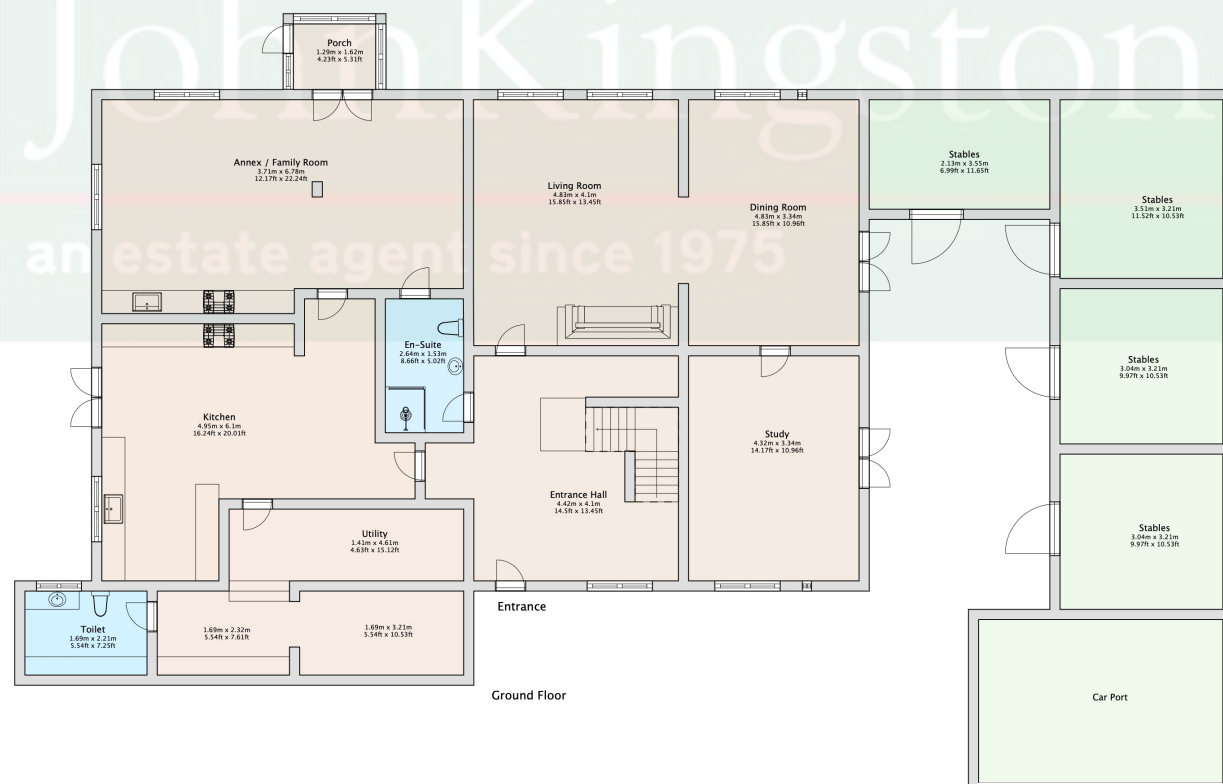 JohnKingston
an estate agent since 1975
Porch
1.29m x 1.62m
4.23ft x 5.31ft
Annex / Family Room
3.71m x 6.78m
12.17ft x 22.24ft
Living Room
4.83m x 4.1m
15.85ft x 13.45ft
Dining Room
4.83m x 3.34m
15.85ft x 10.96ft
Stables
2.13m x 3.55m
6.99ft x 11.65ft
Stables
3.51m x 3.21m
11.52ft x 10.53ft
En-Suite
2.64m x 1.53m
8.66ft x 5.02ft
Stables
3.04m x 3.21m
9.97ft x 10.53ft
Kitchen
4.95m x 6.1m
16.24ft x 20.01ft
Study
4.32m x 3.34m
14.17ft x 10.96ft
Entrance Hall
4.42m x 4.1m
14.5ft x 13.45ft
Utility
1.41m x 4.61m
4.63ft x 15.12ft
Stables
3.04m x 3.21m
9.97ft x 10.53ft
Entrance
Toilet
1.69m x 2.21m
5.54ft x 7.25ft
1.69m x 2.32m
5.54ft x 7.61ft
1.69m x 3.21m
5.54ft x 10.53ft
Ground Floor
Car Port